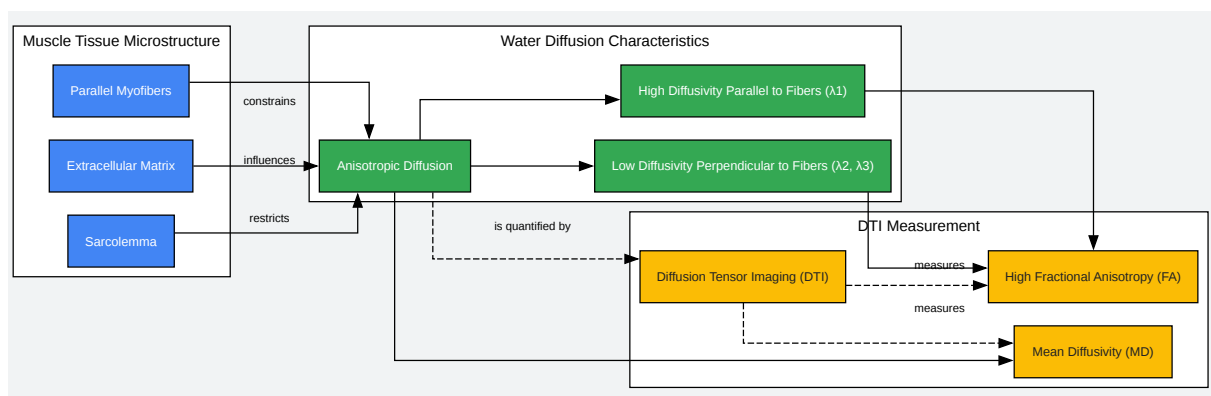 Muscle Tissue Microstructure
Parallel Myofibers
constrains
Extracellular Matrix
influences
Sarcolemma
restricts
Water Diffusion Characteristics
High Diffusivity Parallel to Fibers (λ1)
Anisotropic Diffusion
Low Diffusivity Perpendicular to Fibers (λ2, λ3)
is quantified by
DTI Measurement
Diffusion Tensor Imaging (DTI)
measures
High Fractional Anisotropy (FA)
measures
Mean Diffusivity (MD)